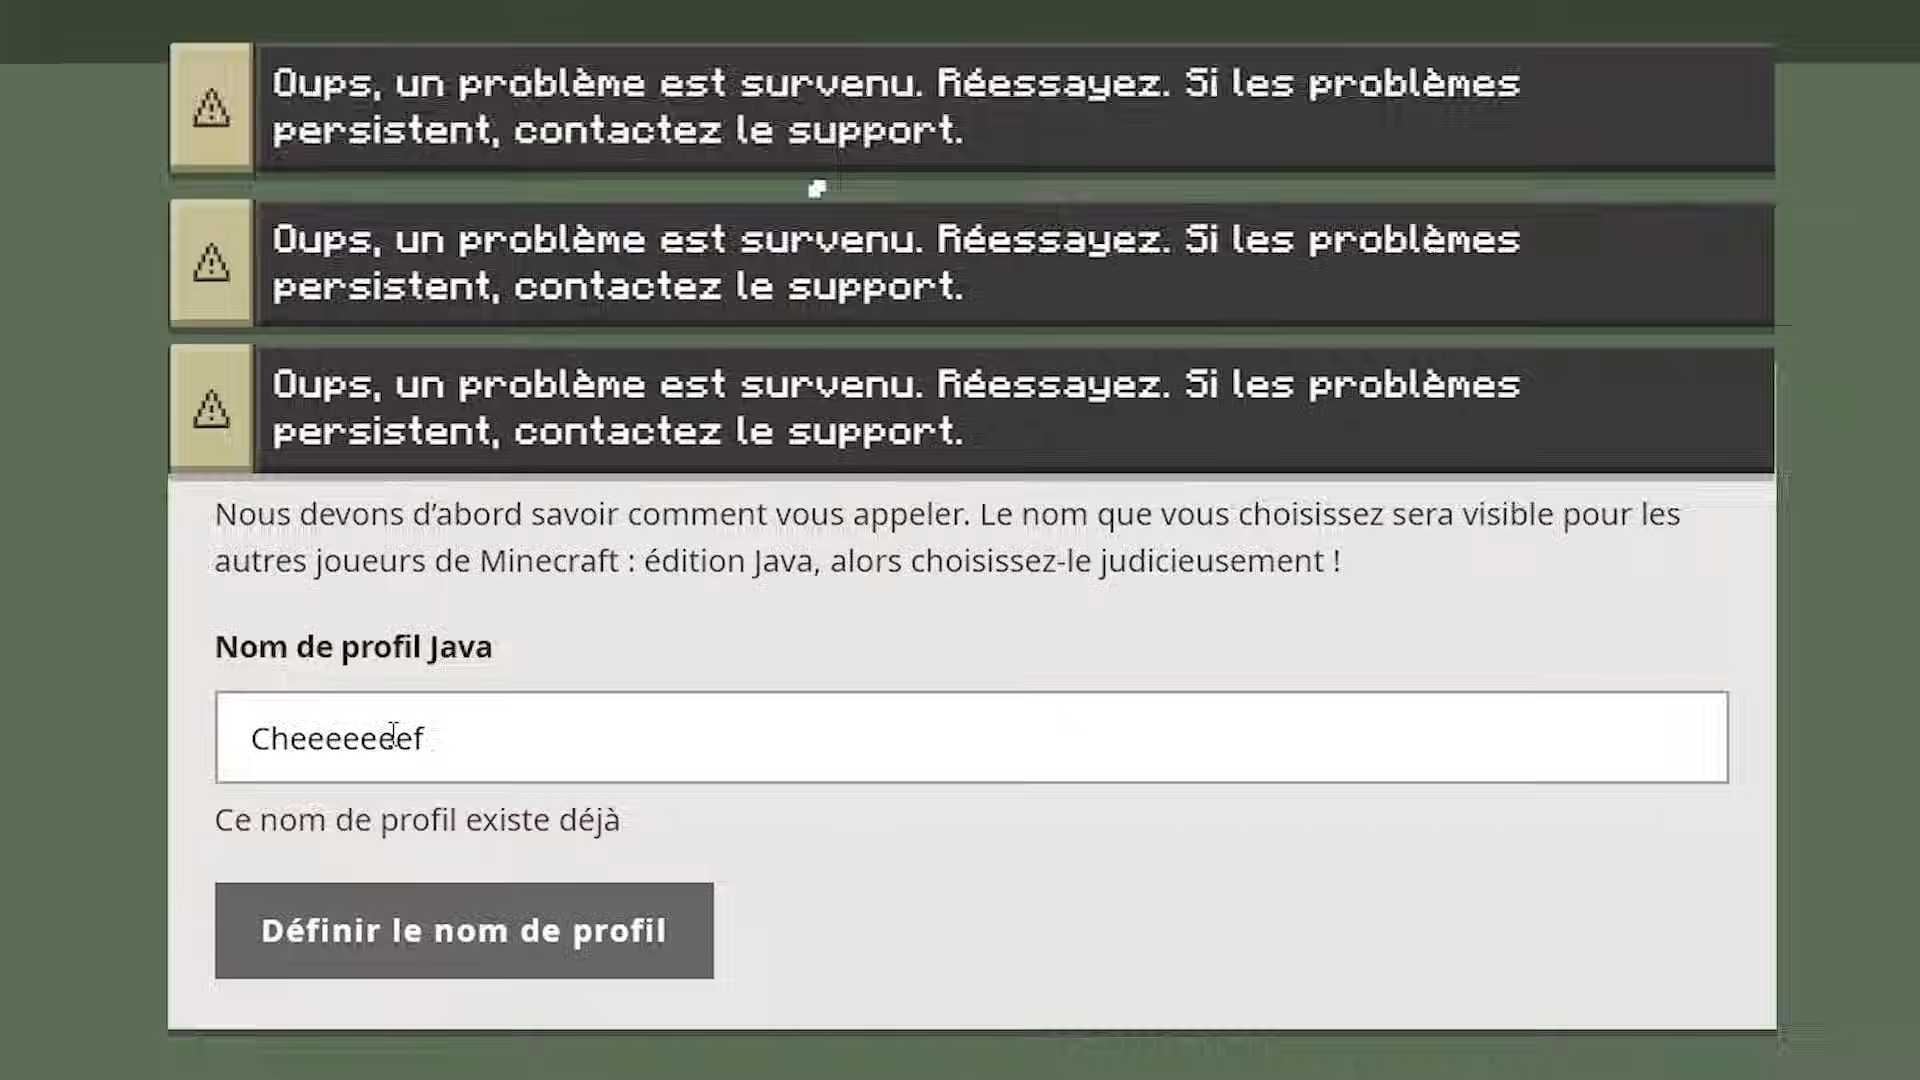 Oups, un problème est survenu. Réessayez. Si les problèmes
persistent, contactez le support.
Oups, un problème est survenu. Réessayez. Si les problèmes
persistent, contactez le support.
Oups, un problème est survenu. Réessayez. Si les problèmes
persistent, contactez le support.
Nous devons d’abord savoir comment vous appeler. Le nom que vous choisissez sera visible pour les
autres joueurs de Minecraft : édition Java, alors choisissez-le judicieusement !
Nom de profil Java
Cheeeeeeef
Ce nom de profil existe déjà
Définir le nom de profil